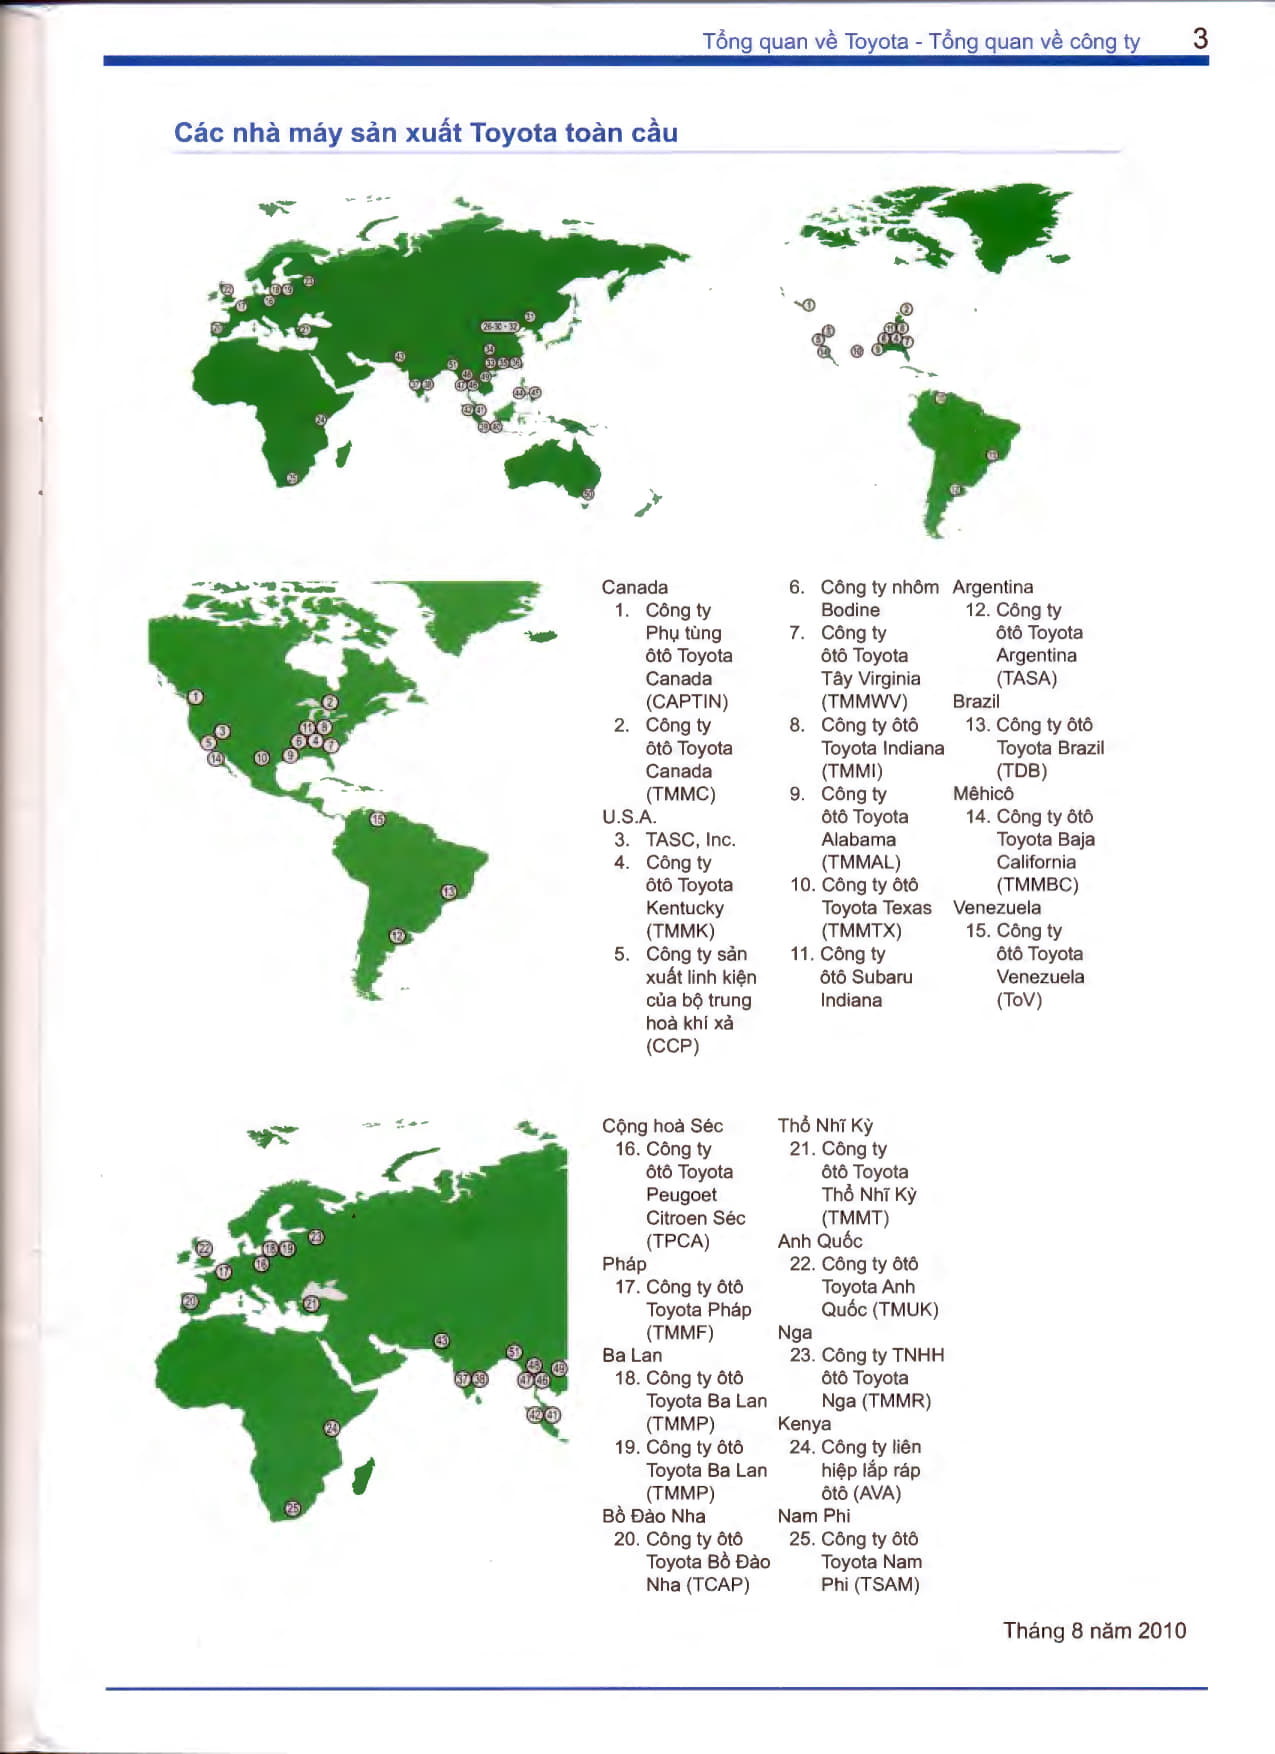 Tổng quan về Toyota - Tổng quan về công ty 3
Các nhà máy sản xuất Toyota toàn cầu
Canada
1. Công ty
Phụ tùng
ôtô Toyota
Canada
(CAPTIN)
2. Công ty
ôtô Toyota
Canada
(TMMC)
U.S.A.
3. TASC, Inc.
4. Công ty
ôtô Toyota
Kentucky
(TMMK)
5. Công ty sản
xuất linh kiện
của bộ trung
hoà khí xả
(CCP)
6. Công ty nhôm
Bodine
7. Công ty
ôtô Toyota
Tây Virginia
(TMMWV)
8. Công ty ôtô
Toyota Indiana
(TMMI)
9. Công ty
ôtô Toyota
Alabama
(TMMAL)
10. Công ty ôtô
Toyota Texas
(TMMTX)
11. Công ty
ôtô Subaru
Indiana
Argentina
12. Công ty
ôtô Toyota
Argentina
(TASA)
Brazil
13. Công ty ôtô
Toyota Brazil
(TDB)
Mêhicô
14. Công ty ôtô
Toyota Baja
California
(TMMBC)
Venezuela
15. Công ty
ôtô Toyota
Venezuela
(ToV)
Cộng hoà Séc
16. Công ty
ôtô Toyota
Peugoet
Citroen Séc
(TPCA)
Pháp
17. Công ty ôtô
Toyota Pháp
(TMMF)
Ba Lan
18. Công ty ôtô
Toyota Ba Lan
(TMMP)
19. Công ty ôtô
Toyota Ba Lan
(TMMP)
Bồ Đào Nha
20. Công ty ôtô
Toyota Bồ Đào
Nha (TCAP)
Thổ Nhĩ Kỳ
21. Công ty
ôtô Toyota
Thổ Nhĩ Kỳ
(TMMT)
Anh Quốc
22. Công ty ôtô
Toyota Anh
Quốc (TMUK)
Nga
23. Công ty TNHH
ôtô Toyota
Nga (TMMR)
Kenya
24. Công ty liên
hiệp lắp ráp
ôtô (AVA)
Nam Phi
25. Công ty ôtô
Toyota Nam
Phi (TSAM)
Tháng 8 năm 2010